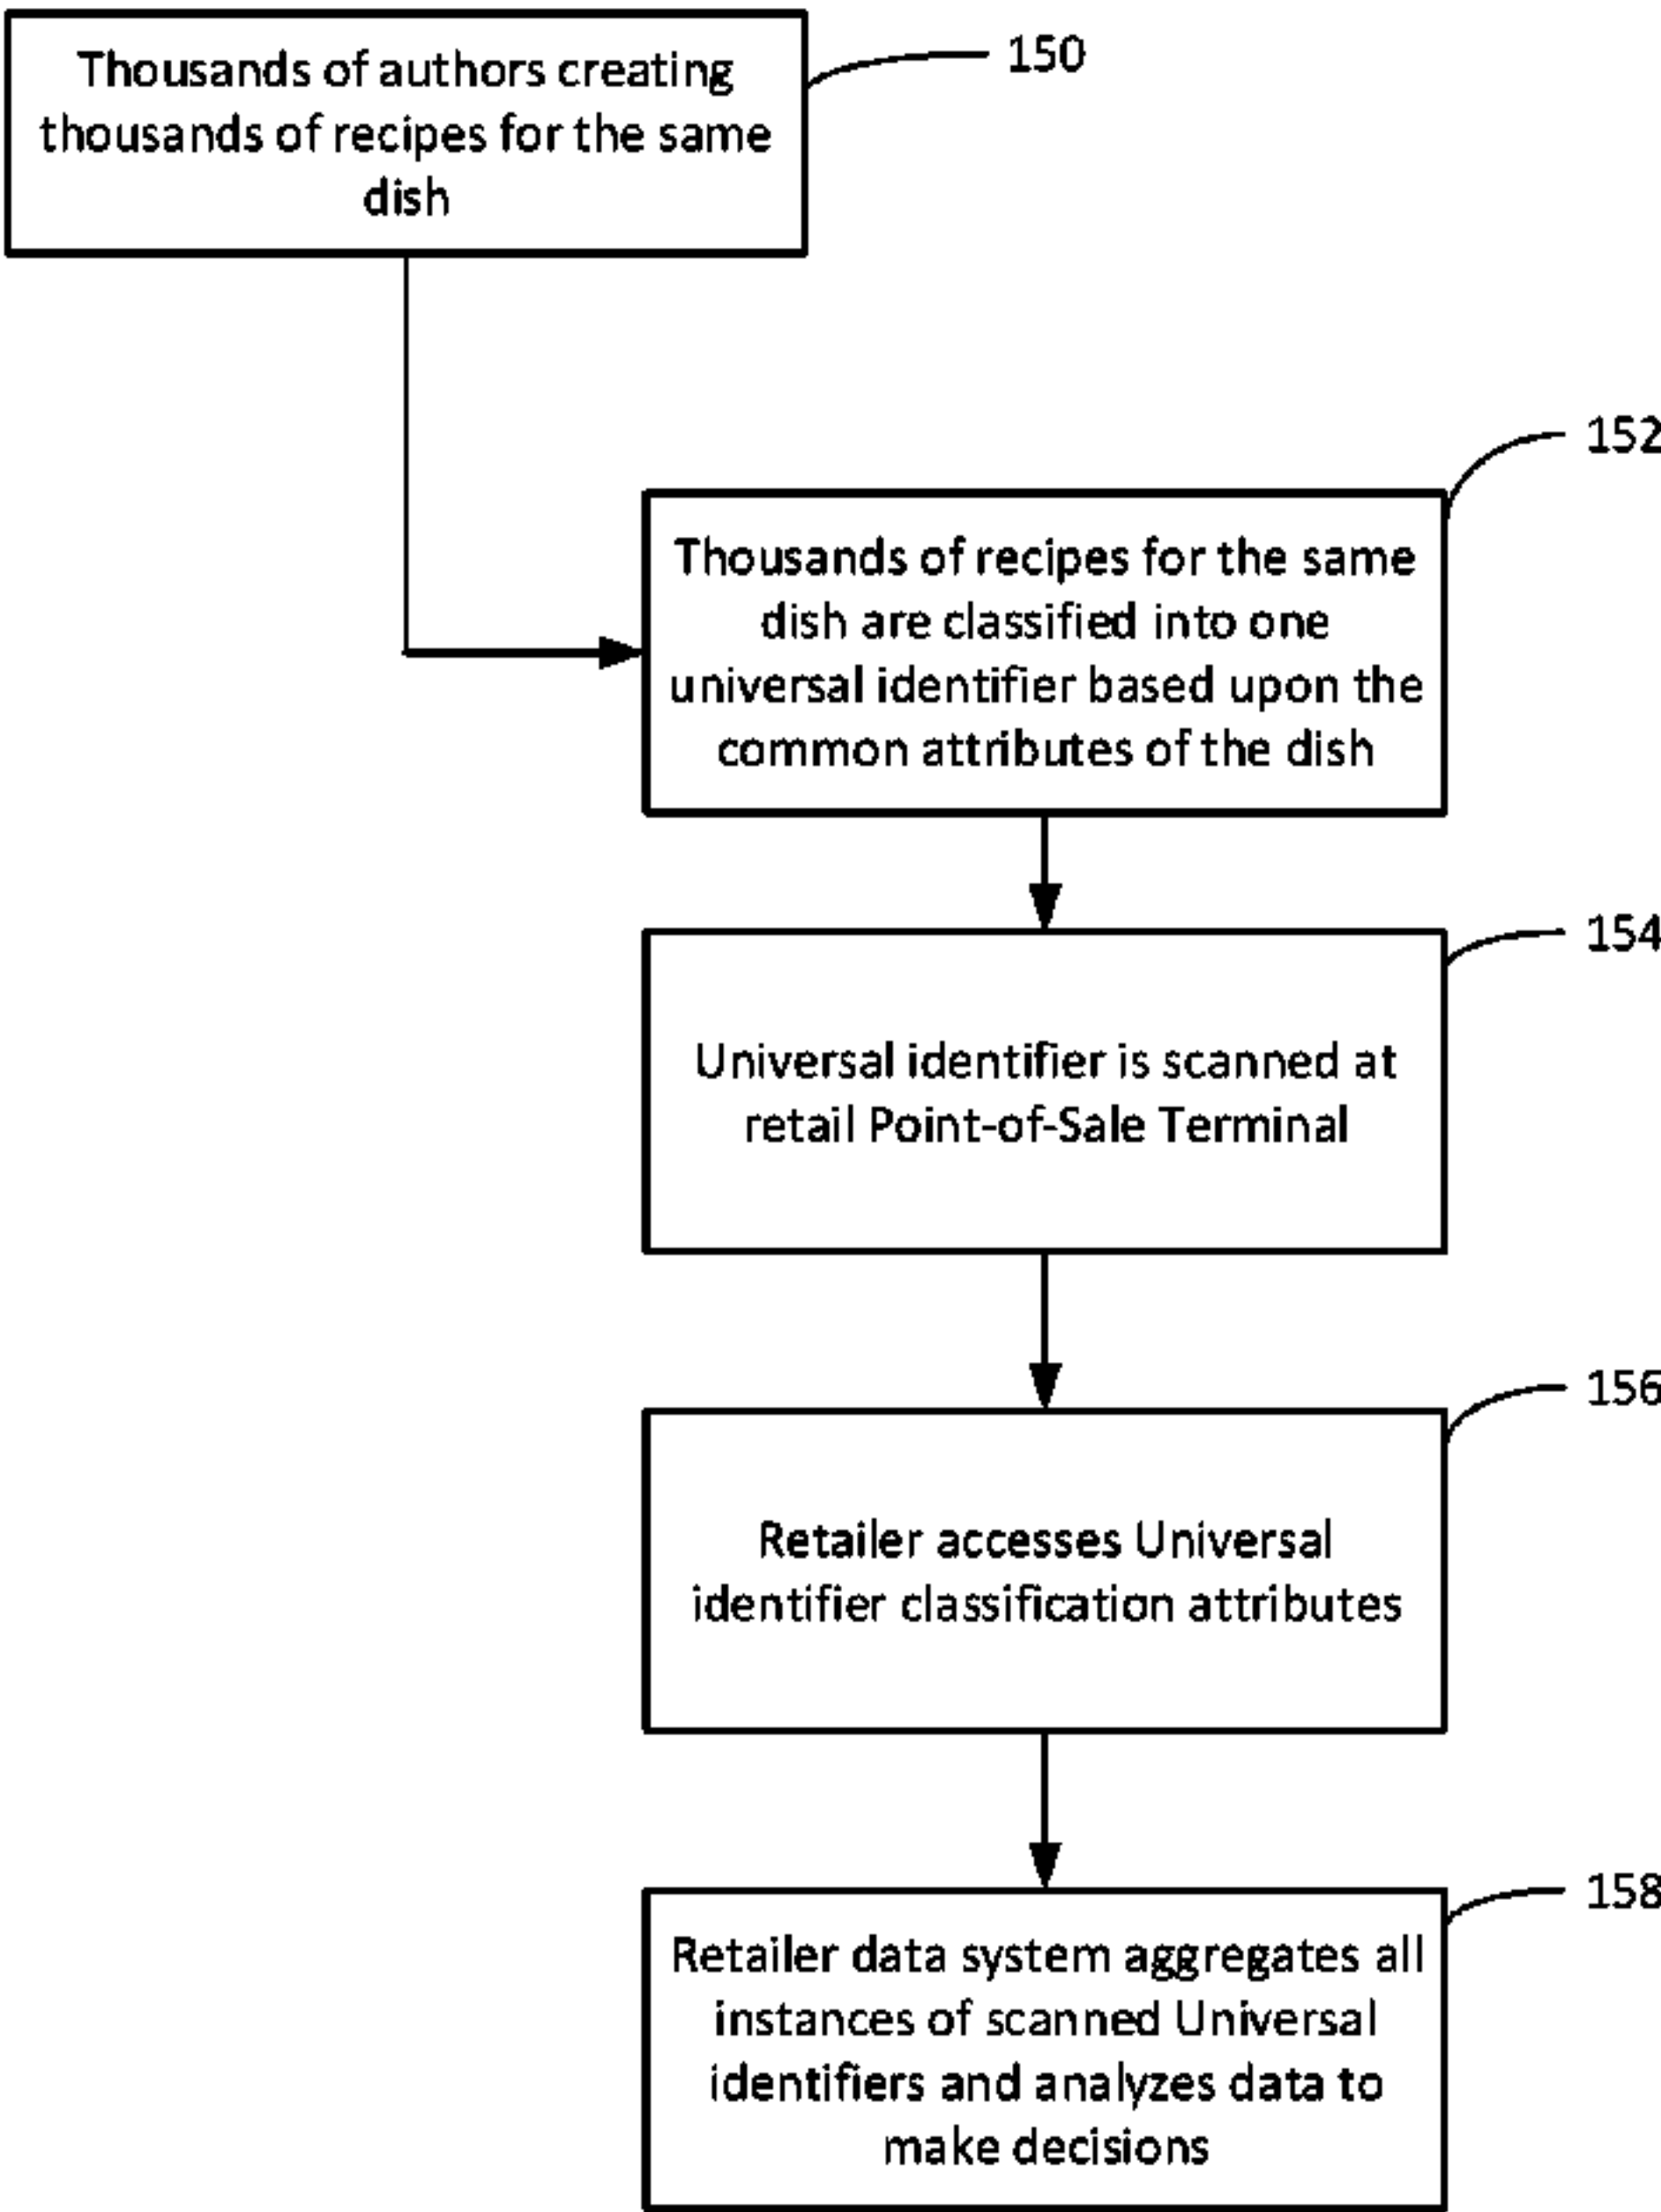 Thousands of authors creating
thousands of recipes for the same
dish
150
152
Thousands of recipes for the same
dish are classified into one
universal identifier based upon the
common attributes of the dish
154
Universal identifier is scanned at
retail Point-of-Sale Terminal
156
Retailer accesses Universal
identifier classification attributes
158
Retailer data system aggregates all
instances of scanned Universal
identifiers and analyzes data to
make decisions